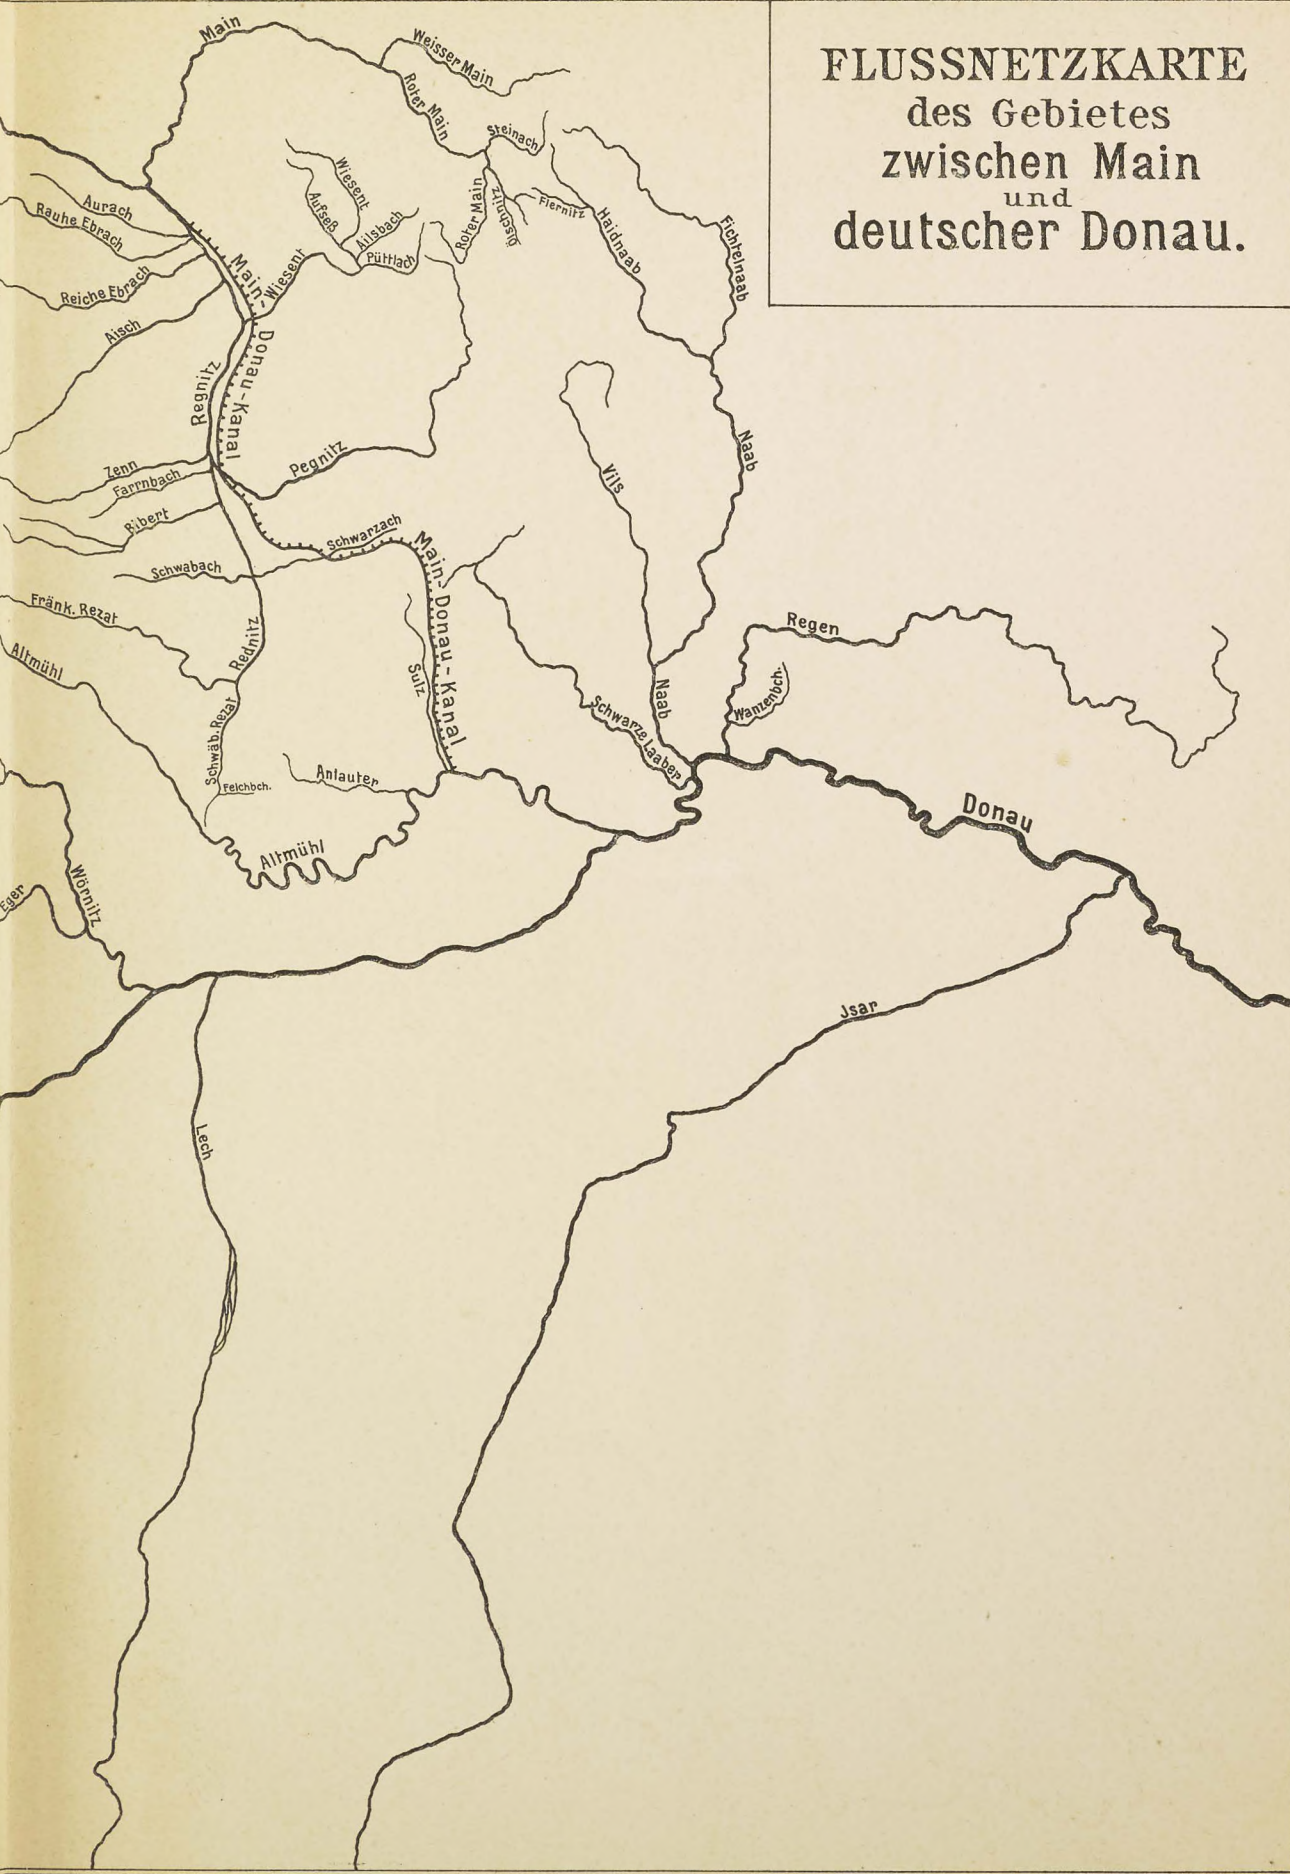 FLUSSNETZKARTE
des Gebietes
zwischen Main
und
deutscher Donau.
Main
Weisser Main
Roter Main
Steinach
Wiesent
Aufseß
Ailsbach
Püttlach
Roter Main
Flernitz
Haidnaab
Fichtelnaab
Aurach
Rauhe Ebrach
Reiche Ebrach
Aisch
Main-
Wiesent
Donau-Kanal
Regnitz
Pegnitz
Zenn
Farrnbach
Bibert
Schwabach
Schwarzach
Main-Donau-Kanal
Vils
Naab
Fränk. Rezat
Altmühl
Rednitz
Schwäb. Rezat
Felchbch.
Sulz
Anlauter
Altmühl
Schwarze Laaber
Naab
Regen
Wanzenbch.
Donau
Wörnitz
Eger
Jsar
Lech